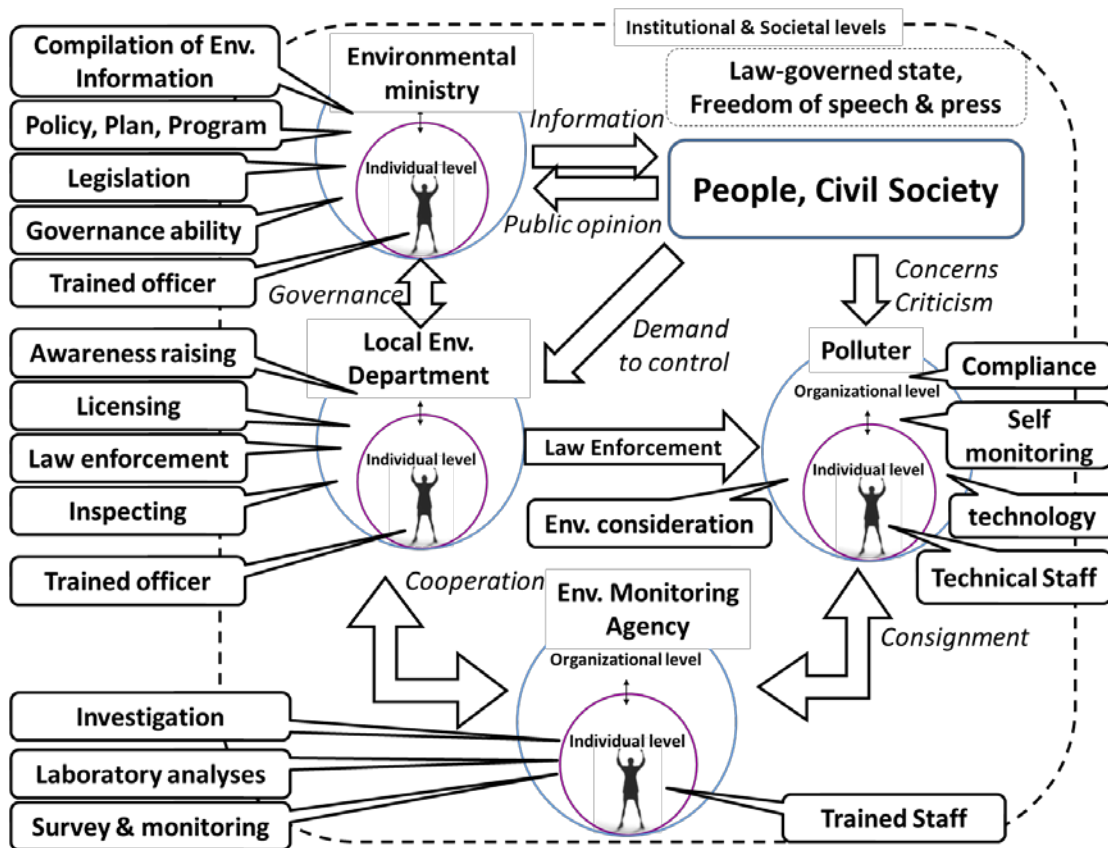 Institutional & Societal levels
Compilation of Env.
Information
Policy, Plan, Program
Legislation
Governance ability
Trained officer
Environmental
ministry
Individual level
Information
Public opinion
Law-governed state,
Freedom of speech & press
People, Civil Society
Governance
Demand
to control
Concerns
Criticism
Awareness raising
Licensing
Law enforcement
Inspecting
Trained officer
Local Env.
Department
Individual level
Law Enforcement
Polluter
Organizational level
Individual level
Compliance
Self
monitoring
technology
Technical Staff
Env. consideration
Cooperation
Consignment
Env. Monitoring
Agency
Organizational level
Individual level
Investigation
Laboratory analyses
Survey & monitoring
Trained Staff